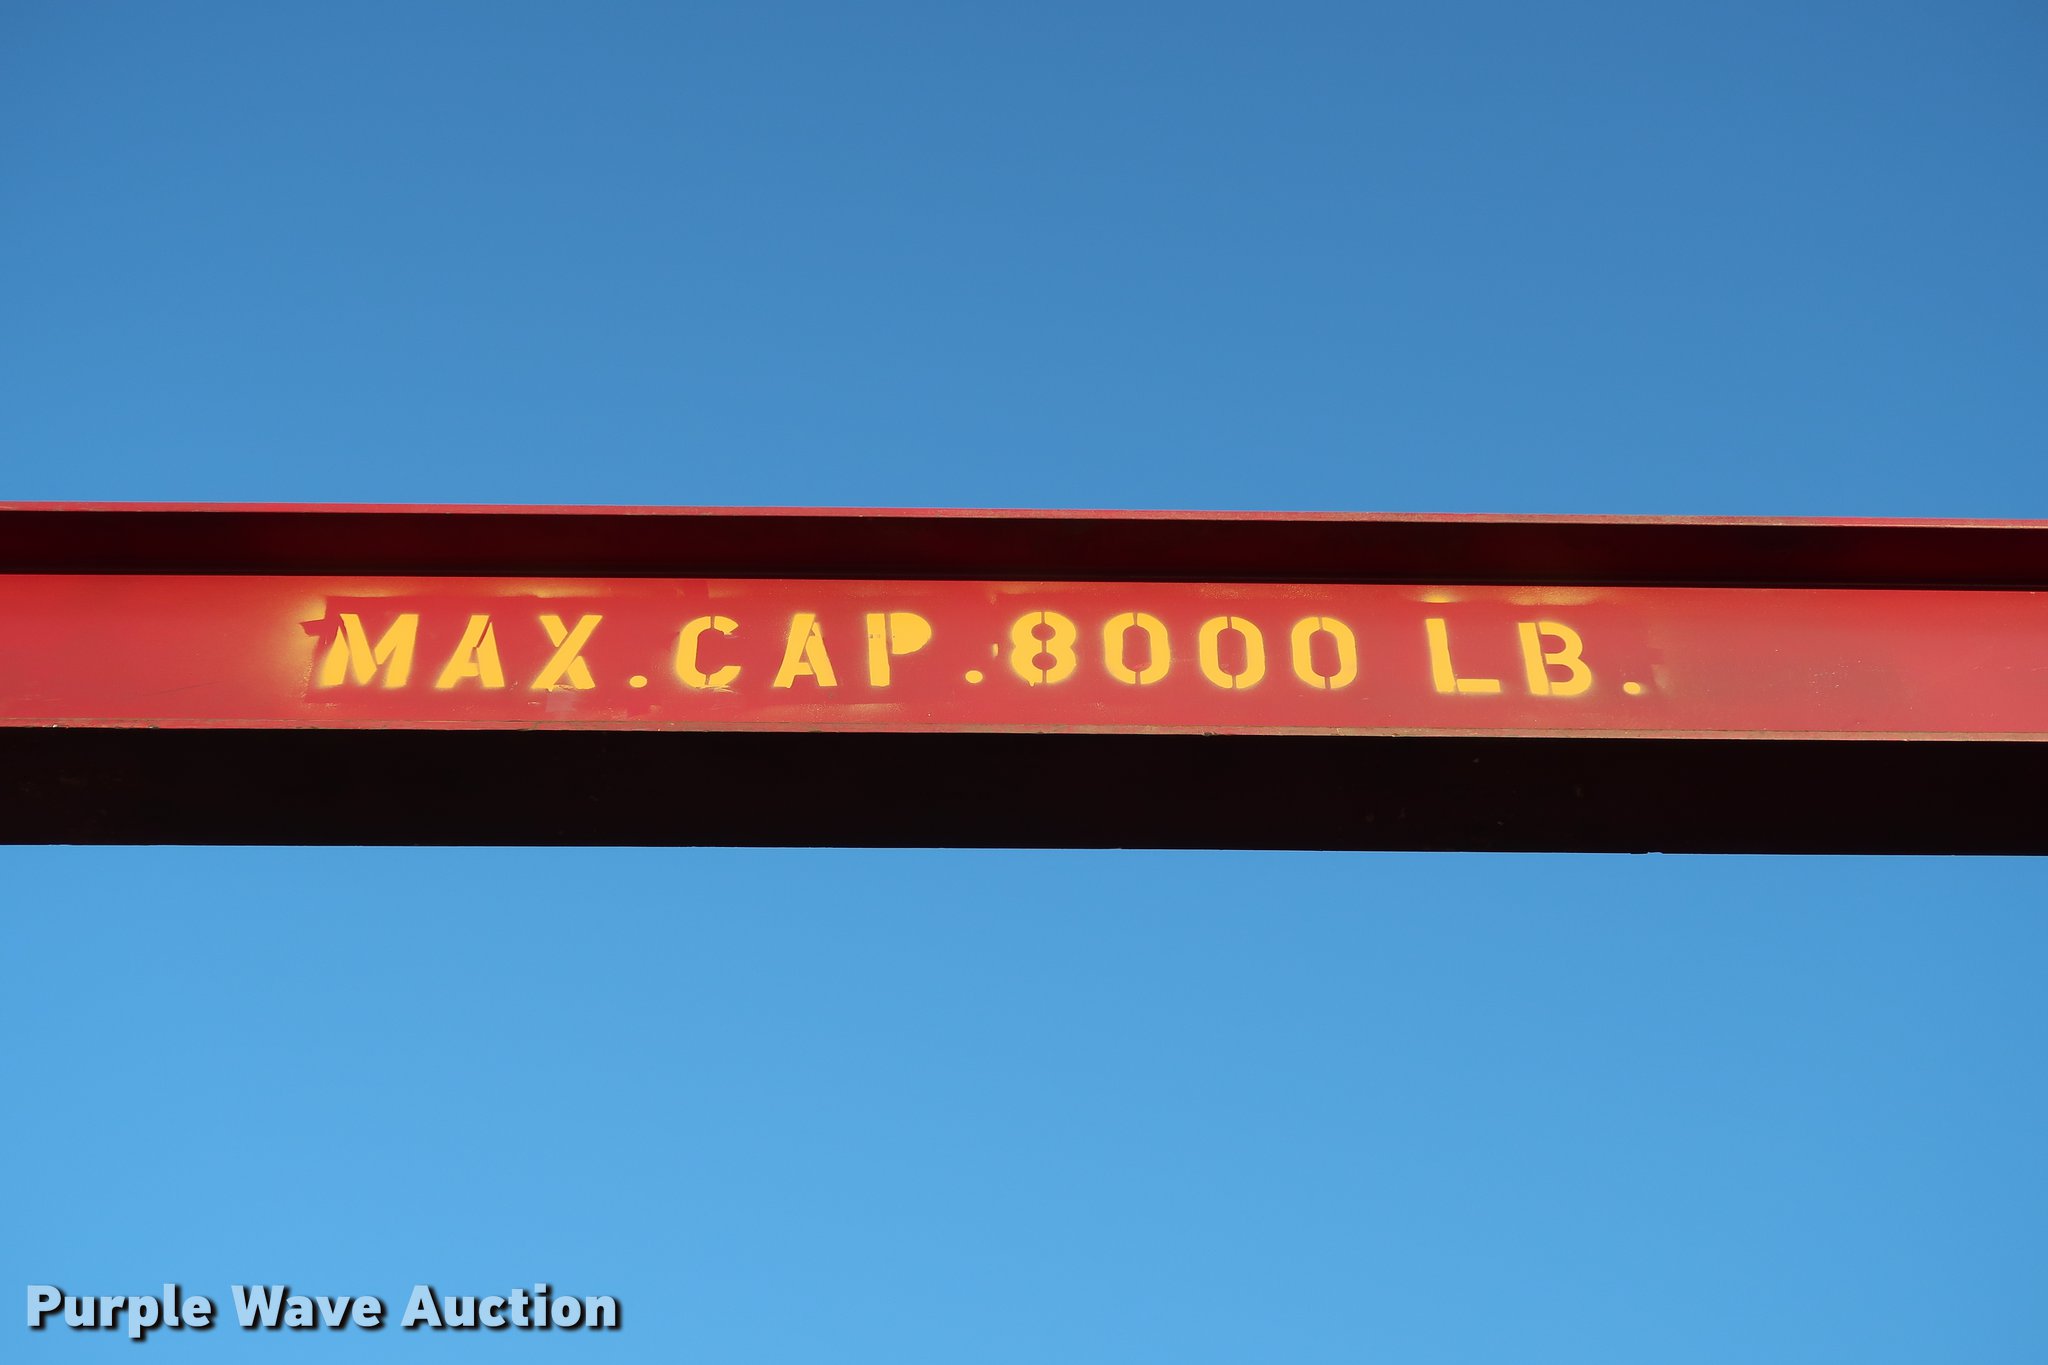 MAX. CAP. 8000 LB.
Purple Wave Auction